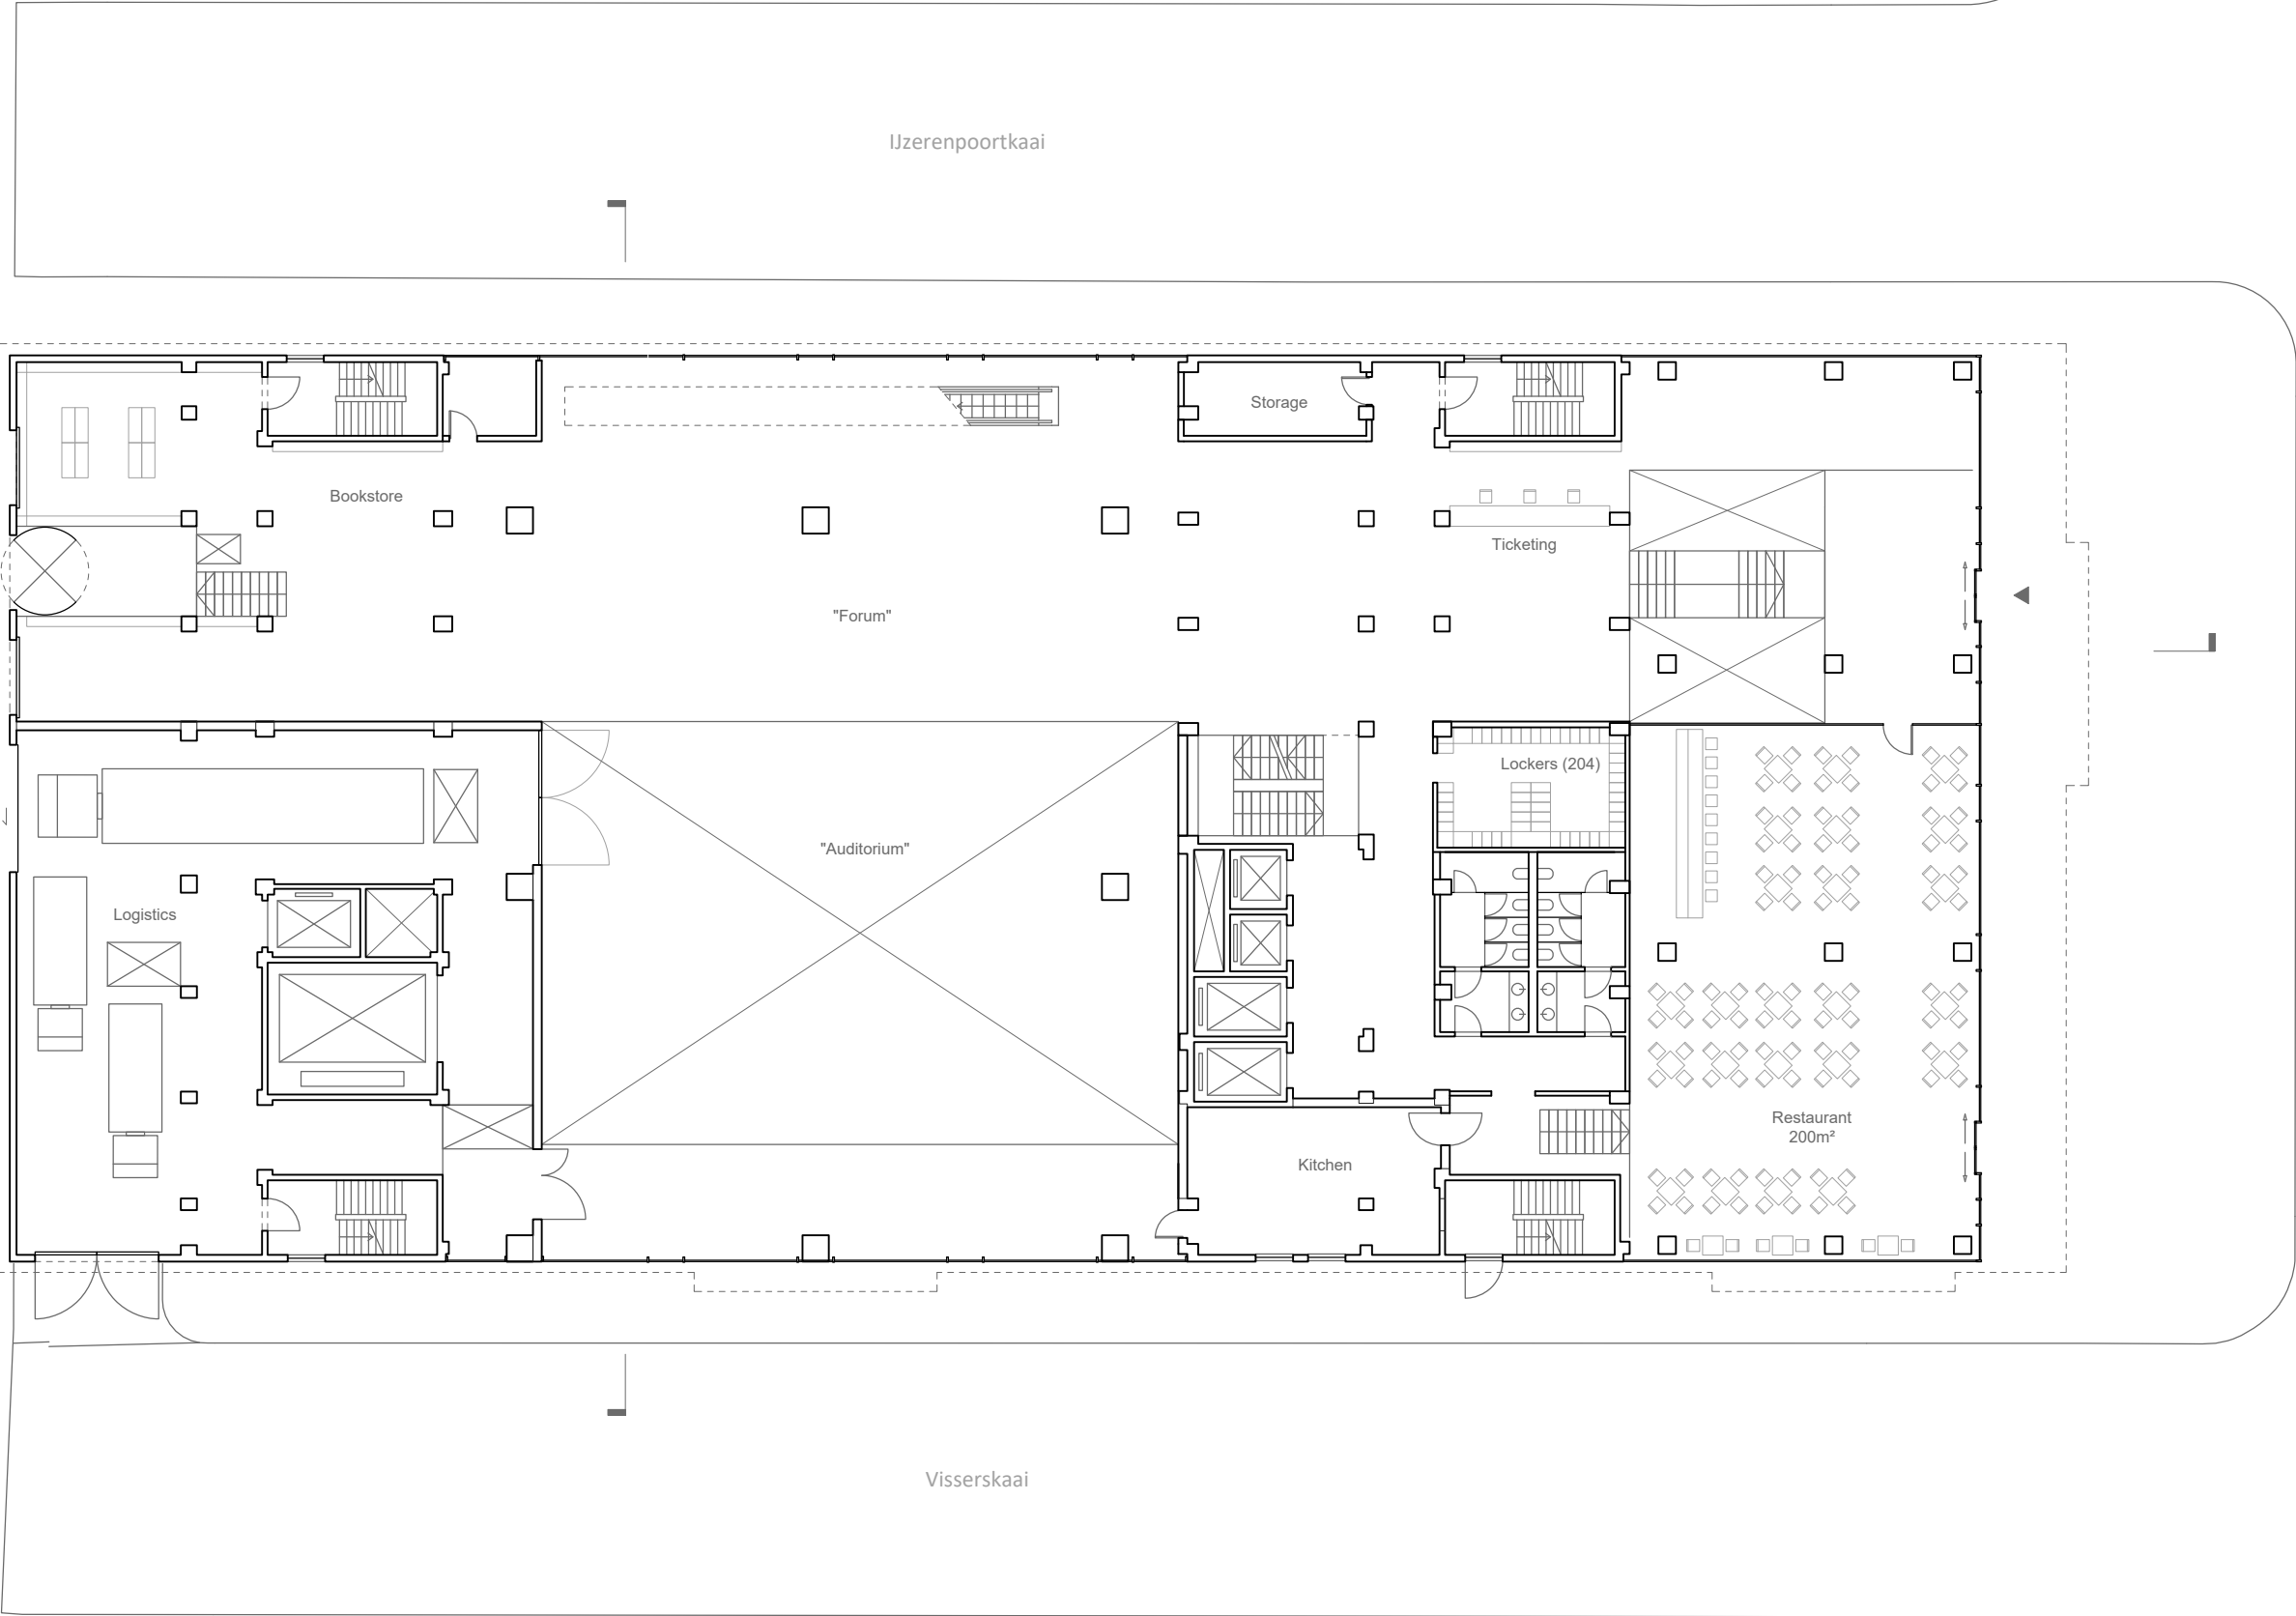 IJzerenpoortkaai
Storage
Bookstore
Ticketing
"Forum"
Lockers (204)
"Auditorium"
Logistics
Restaurant
200m²
Kitchen
Visserskaai